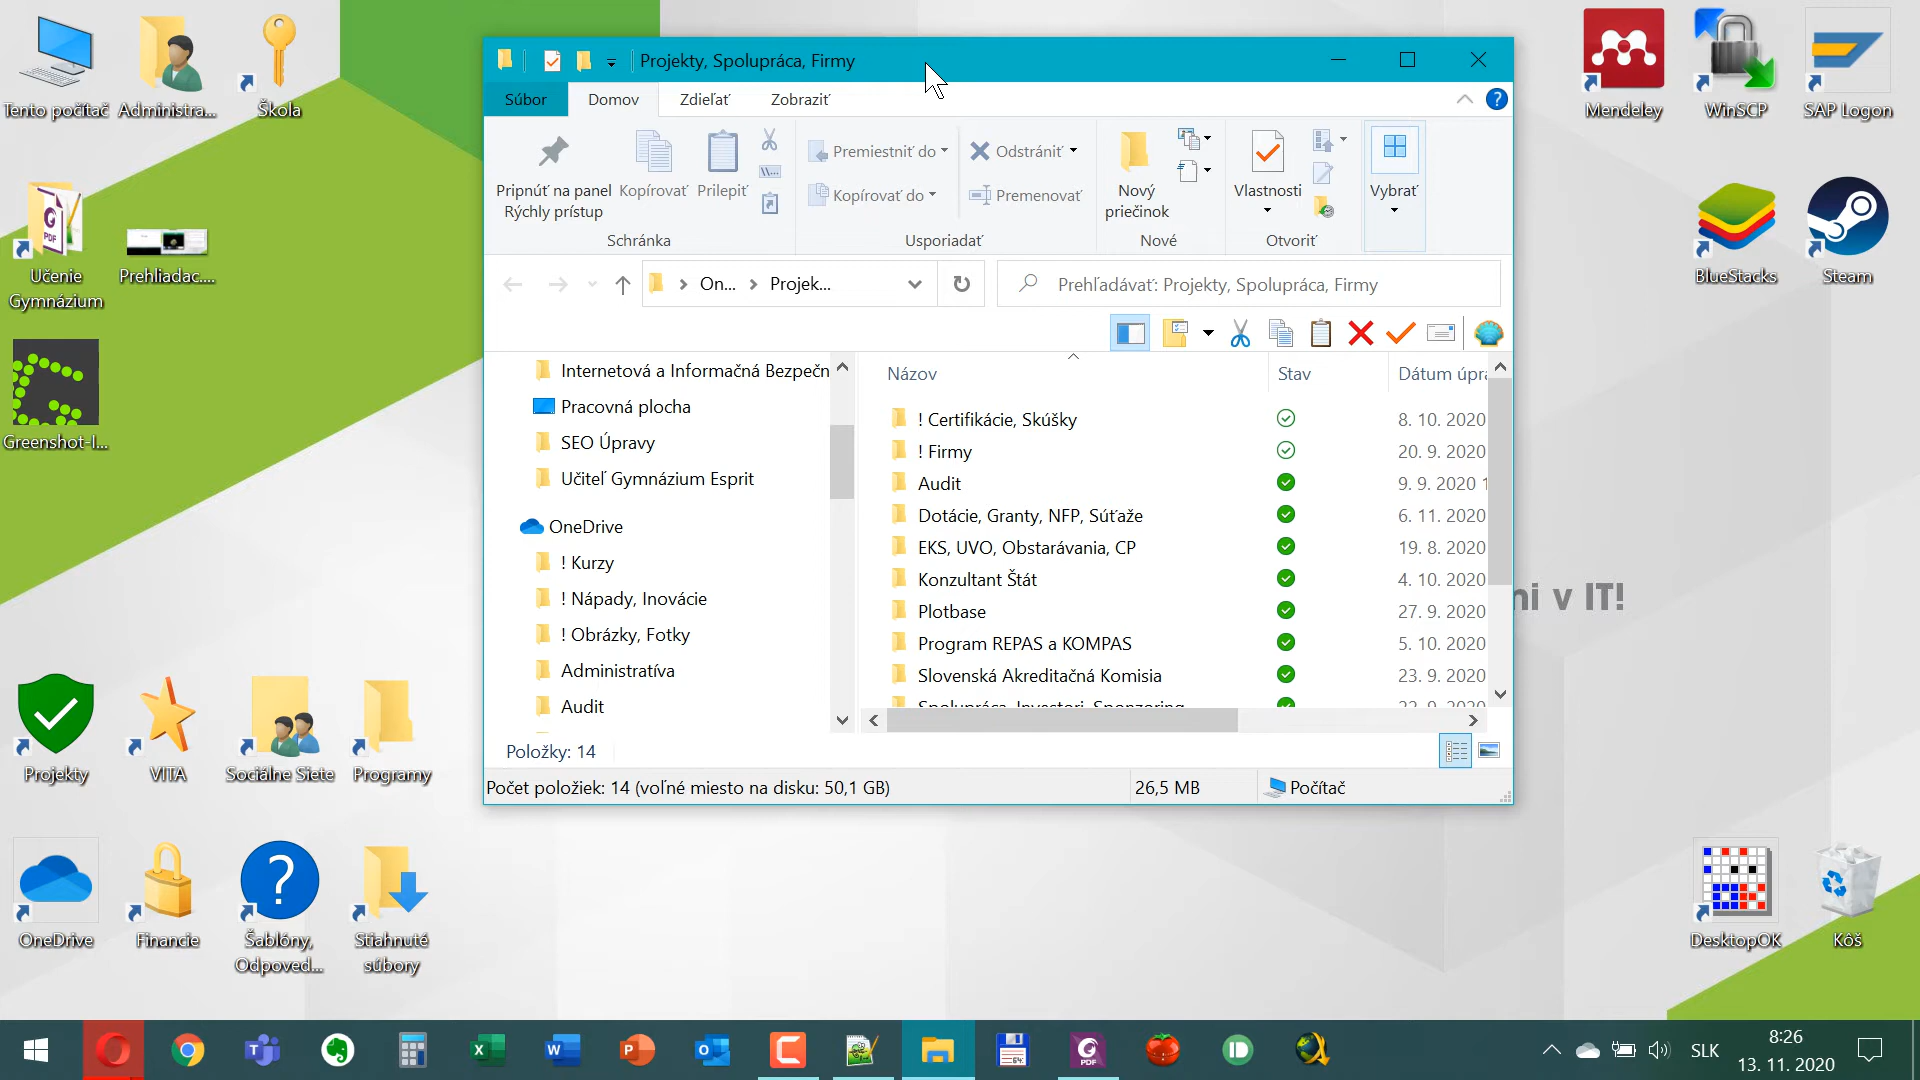 Tento počítač
Administra...
Škola
Učenie
Gymnázium
Prehliadac....
Greenshot-I...
Projekty
VITA
Sociálne Siete
Programy
OneDrive
Financie
Šablóny,
Odpoved...
Stiahnuté
súbory
Projekty, Spolupráca, Firmy
Súbor
Domov
Zdieľať
Zobraziť
Pripnúť na panel
Rýchly prístup
Kopírovať
Prilepiť
Schránka
Premiestniť do
Kopírovať do
Odstrániť
Premenovať
Usporiadať
Nový
priečinok
Nové
Vlastnosti
Otvoriť
Vybrať
On...
Projek...
Prehľadávať: Projekty, Spolupráca, Firmy
Internetová a Informačná Bezpečn
Pracovná plocha
SEO Úpravy
Učiteľ Gymnázium Esprit
OneDrive
! Kurzy
! Nápady, Inovácie
! Obrázky, Fotky
Administratíva
Audit
Názov
Stav
Dátum úpra
! Certifikácie, Skúšky 8. 10. 2020
! Firmy 20. 9. 2020
Audit 9. 9. 2020 1
Dotácie, Granty, NFP, Súťaže 6. 11. 2020
EKS, UVO, Obstarávania, CP 19. 8. 2020
Konzultant Štát 4. 10. 2020
Plotbase 27. 9. 2020
Program REPAS a KOMPAS 5. 10. 2020
Slovenská Akreditačná Komisia 23. 9. 2020
Spolupráca, Investori, Sponzoring
Položky: 14
Počet položiek: 14 (voľné miesto na disku: 50,1 GB)
26,5 MB
Počítač
Mendeley
WinSCP
SAP Logon
BlueStacks
Steam
ni v IT!
DesktopOK
Kôš
SLK
8:26
13. 11. 2020